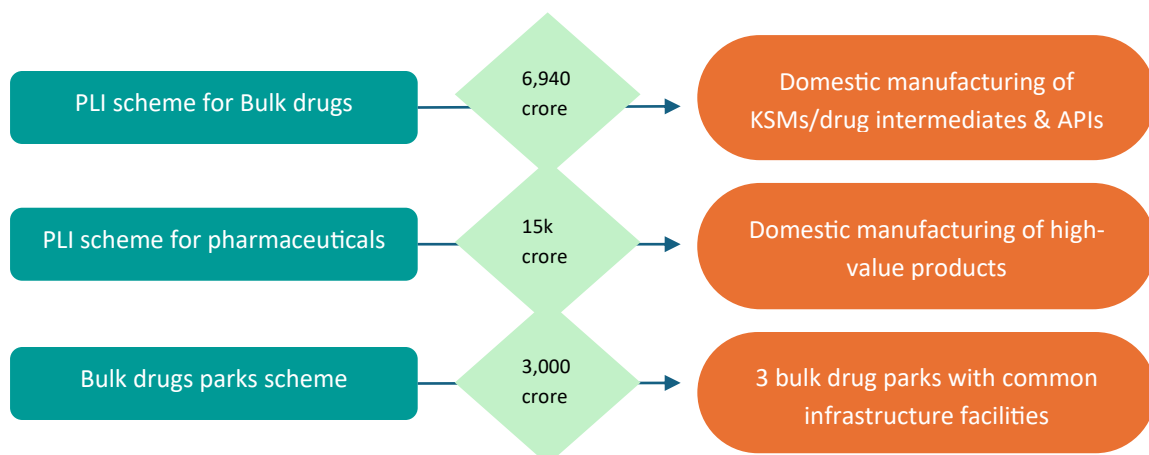 PLI scheme for Bulk drugs
6,940
crore
Domestic manufacturing of
KSMs/drug intermediates & APIs
PLI scheme for pharmaceuticals
15k
crore
Domestic manufacturing of high-
value products
Bulk drugs parks scheme
3,000
crore
3 bulk drug parks with common
infrastructure facilities